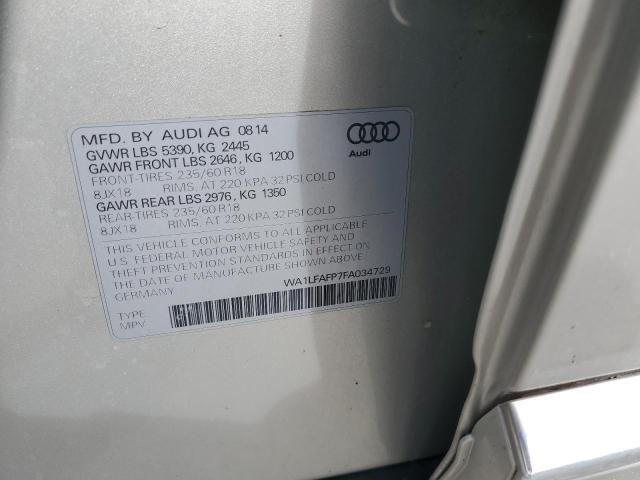 MFD. BY AUDI AG 08 14
GVWR LBS 5390, KG 2445
GAWR FRONT LBS 2646, KG 1200
FRONT-TIRES 235/60 R18
8JX18 RIMS, AT 220 KPA 32 PSI COLD
GAWR REAR LBS 2976, KG 1350
REAR-TIRES 235/60 R18
8JX18 RIMS, AT 220 KPA 32 PSI COLD
Audi
THIS VEHICLE CONFORMS TO ALL APPLICABLE
U.S. FEDERAL MOTOR VEHICLE SAFETY AND
THEFT PREVENTION STANDARDS IN EFFECT ON
THE DATE OF MANUFACTURE SHOWN ABOVE
GERMANY
WA1LFAFP7FA034729
TYPE
MPV